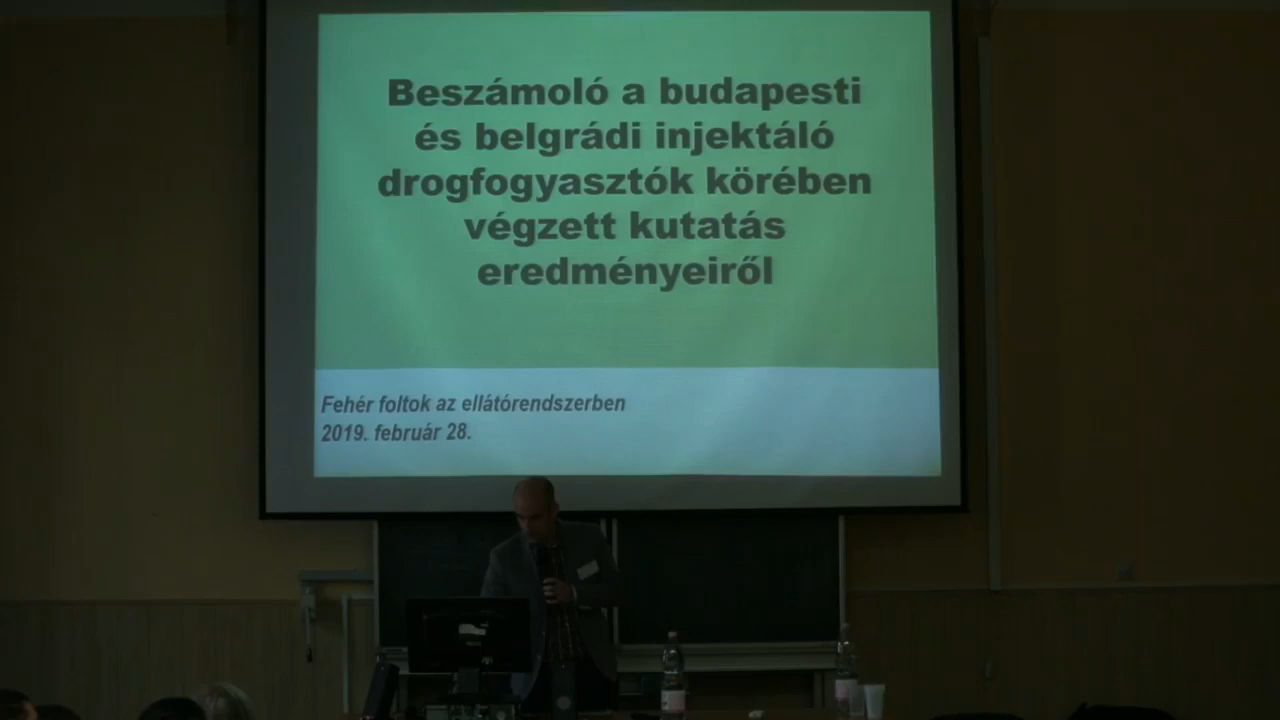 Beszámoló a budapesti
és belgrádi injektáló
drogfogyasztók körében
végzett kutatás
eredményeiről
Fehér foltok az ellátórendszerben
2019. február 28.